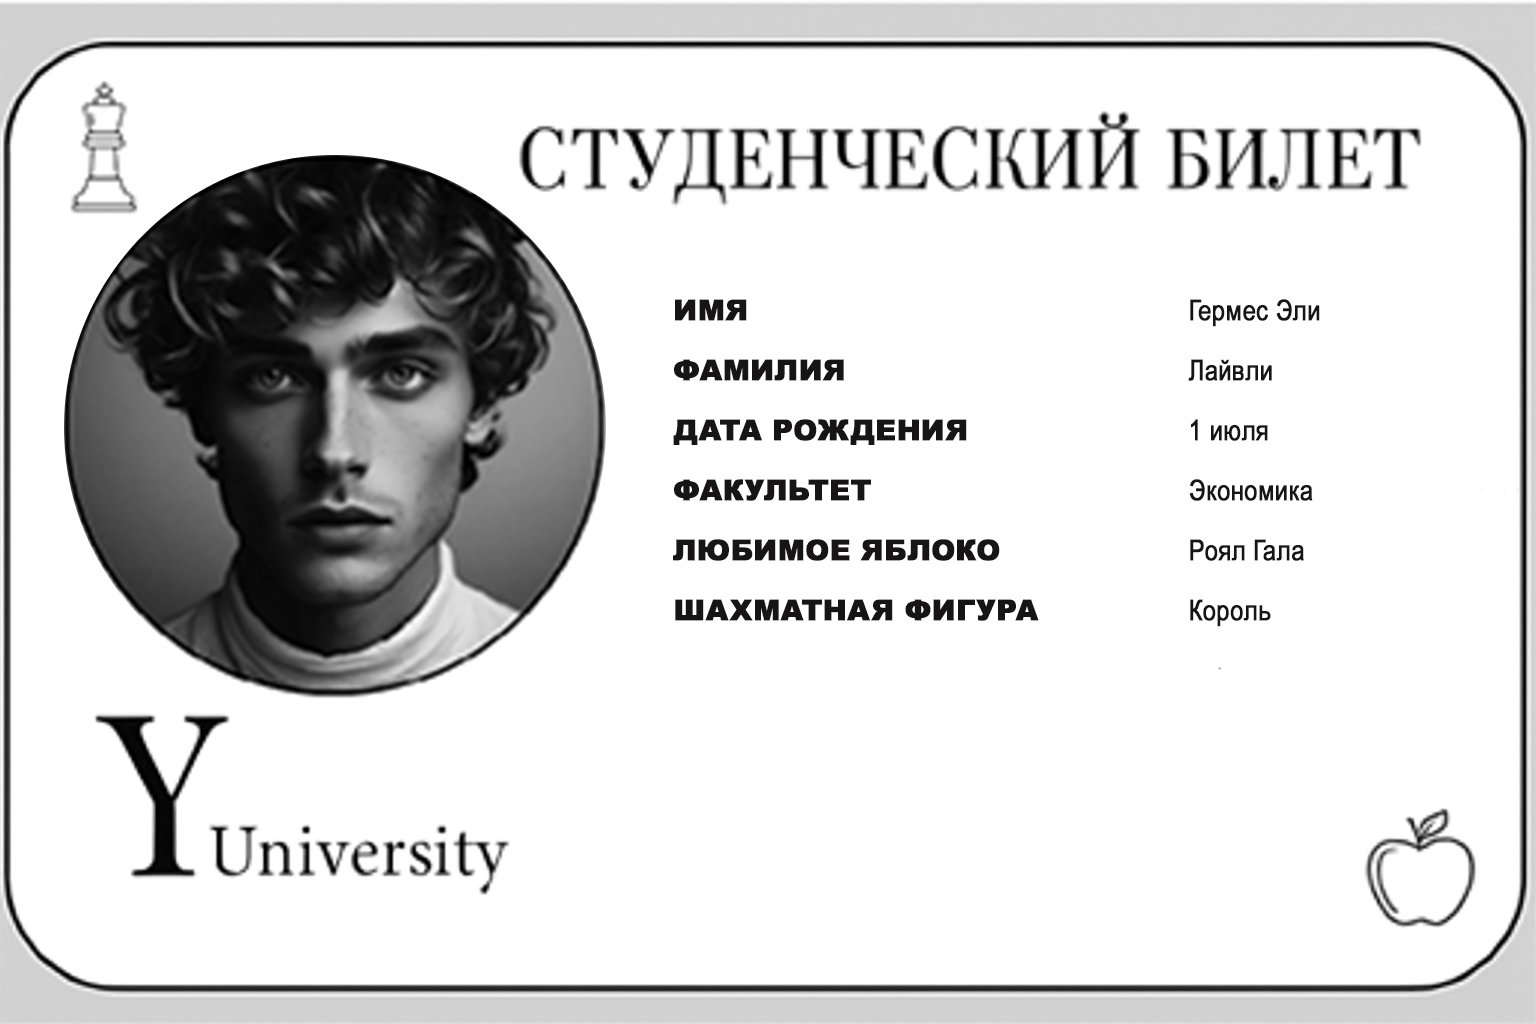 СТУДЕНЧЕСКИЙ БИЛЕТ
ИМЯ Гермес Эли
ФАМИЛИЯ Лайвли
ДАТА РОЖДЕНИЯ 1 июля
ФАКУЛЬТЕТ Экономика
ЛЮБИМОЕ ЯБЛОКО Роял Гала
ШАХМАТНАЯ ФИГУРА Король
Y University